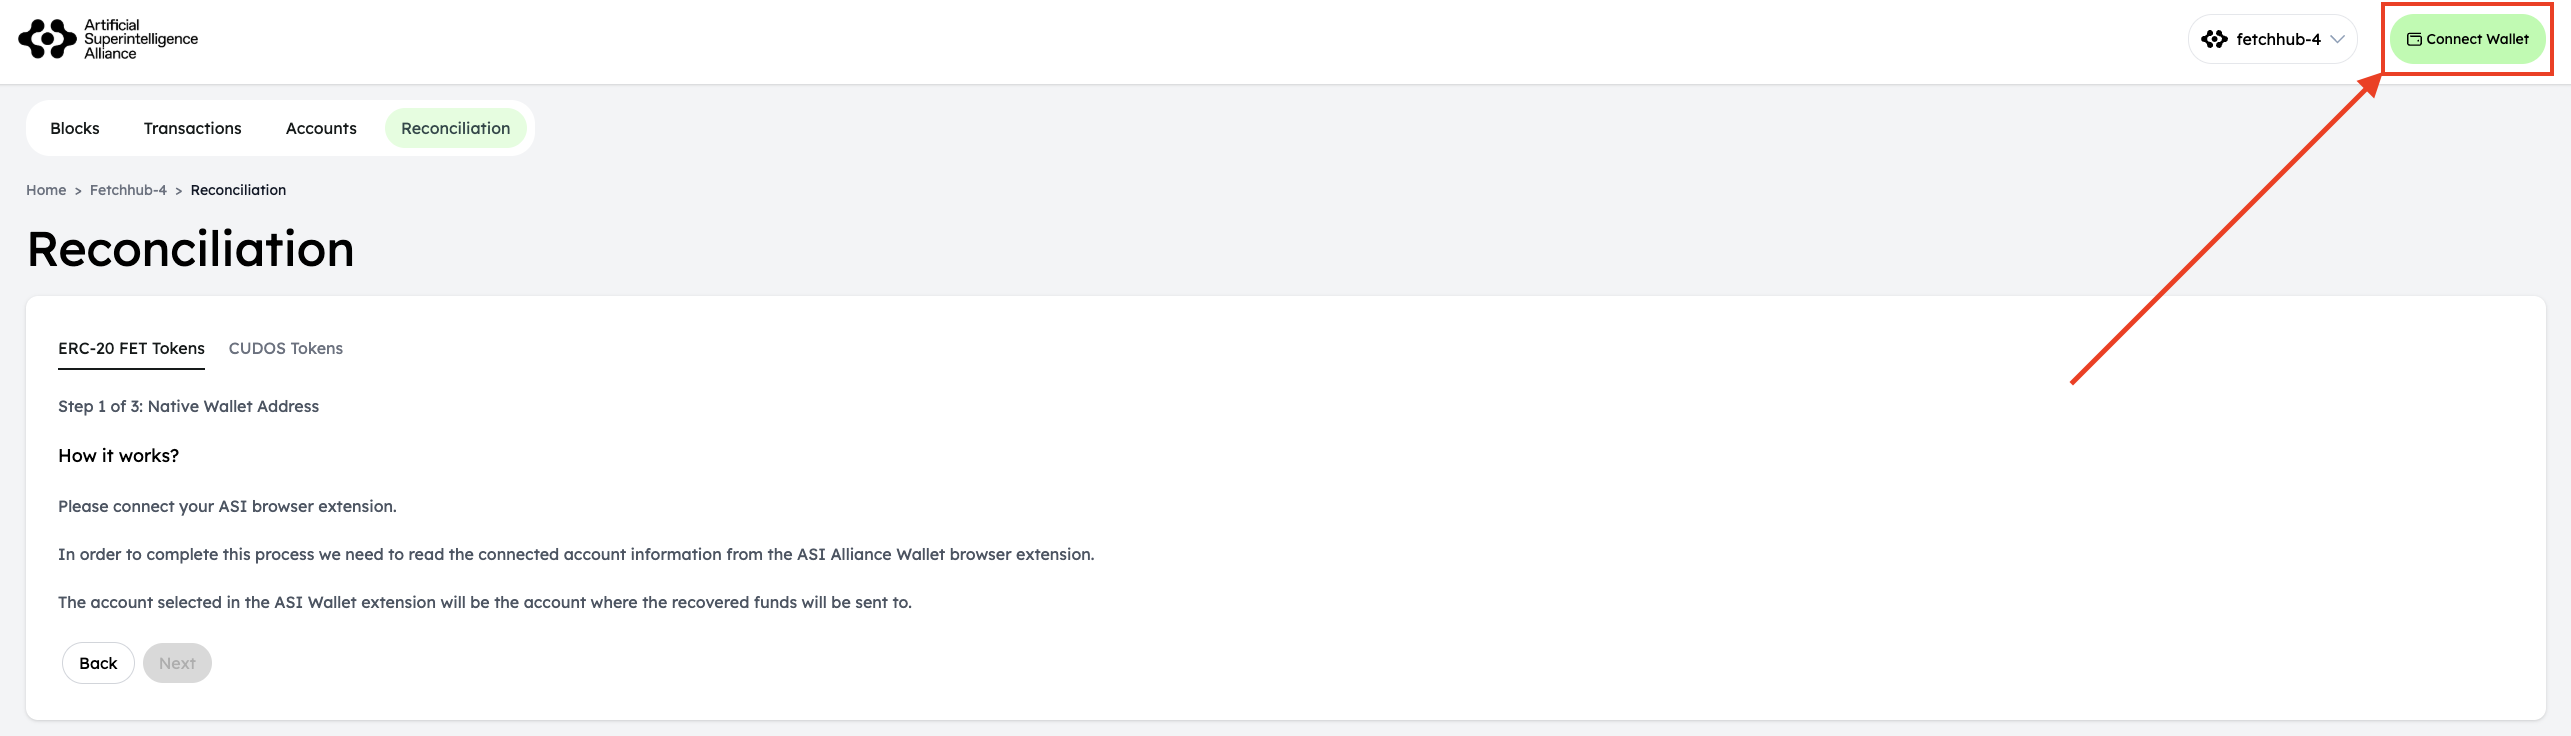 Artificial
Superintelligence
Alliance
fetchhub-4
Connect Wallet
Blocks Transactions Accounts Reconciliation
Home > Fetchhub-4 > Reconciliation
Reconciliation
ERC-20 FET Tokens CUDOS Tokens
Step 1 of 3: Native Wallet Address
How it works?
Please connect your ASI browser extension.
In order to complete this process we need to read the connected account information from the ASI Alliance Wallet browser extension.
The account selected in the ASI Wallet extension will be the account where the recovered funds will be sent to.
Back Next